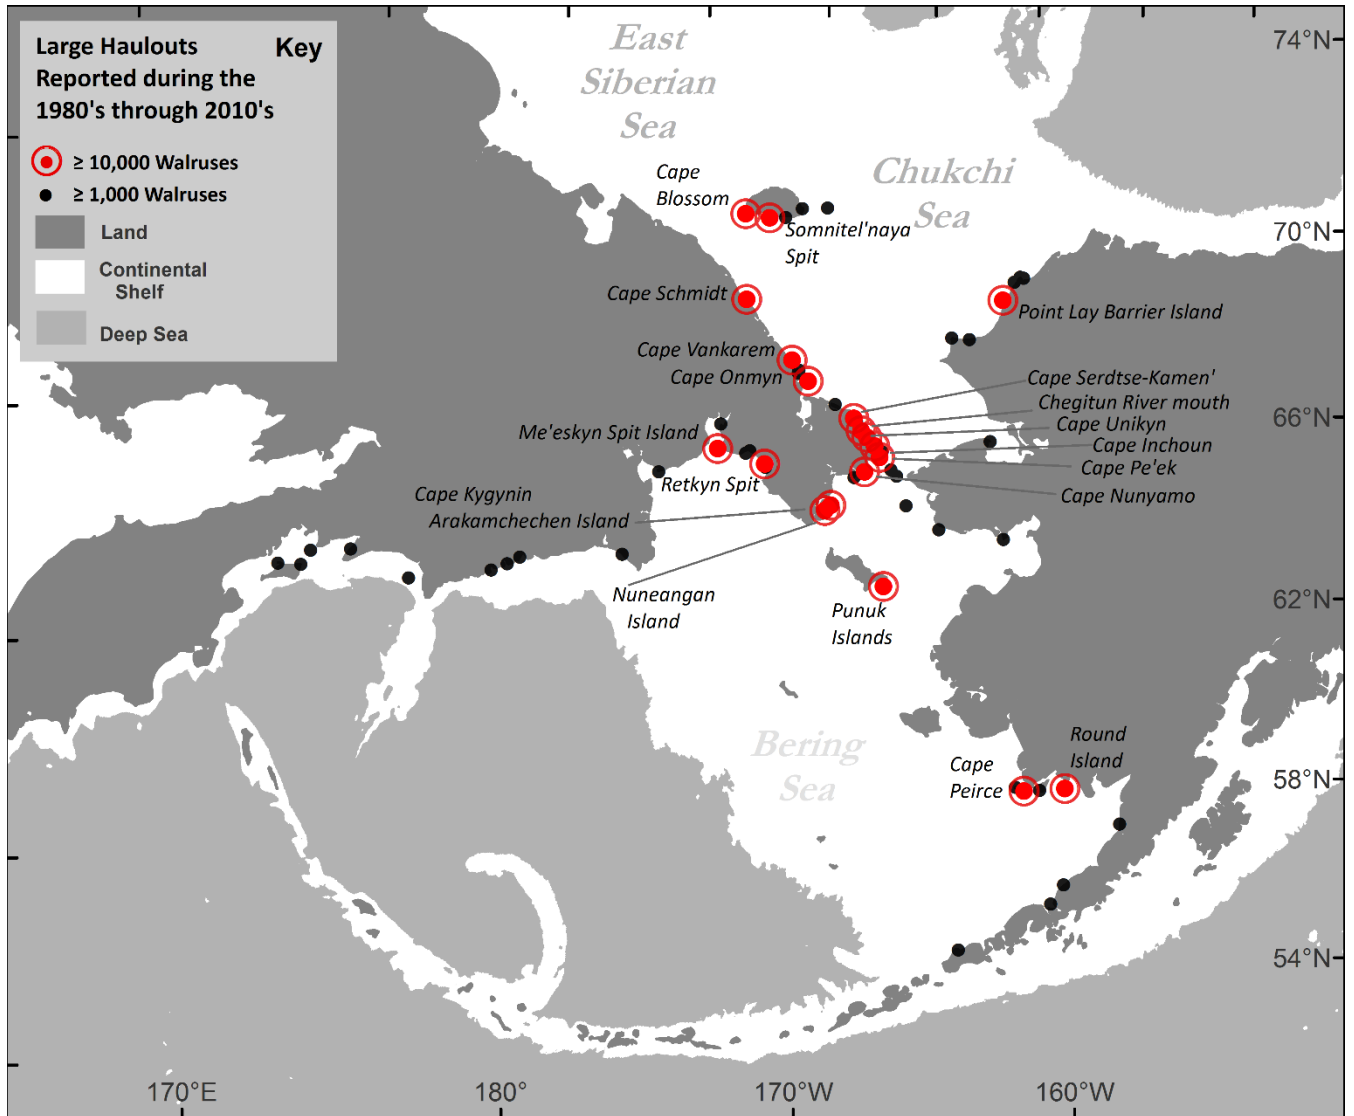 Large Haulouts Key
Reported during the
1980's through 2010's
≥ 10,000 Walruses
≥ 1,000 Walruses
Land
Continental
Shelf
Deep Sea
East
Siberian
Sea
Chukchi
Sea
Bering
Sea
Cape
Blossom
Somnitel'naya
Spit
Cape Schmidt
Point Lay Barrier Island
Cape Vankarem
Cape Onmyn
Cape Serdtse-Kamen'
Chegitun River mouth
Cape Unikyn
Cape Inchoun
Cape Pe'ek
Cape Nunyamo
Me'eskyn Spit Island
Retkyn Spit
Cape Kygynin
Arakamchechen Island
Nuneangan
Island
Punuk
Islands
Round
Island
Cape
Peirce
74°N
70°N
66°N
62°N
58°N
54°N
170°E
180°
170°W
160°W